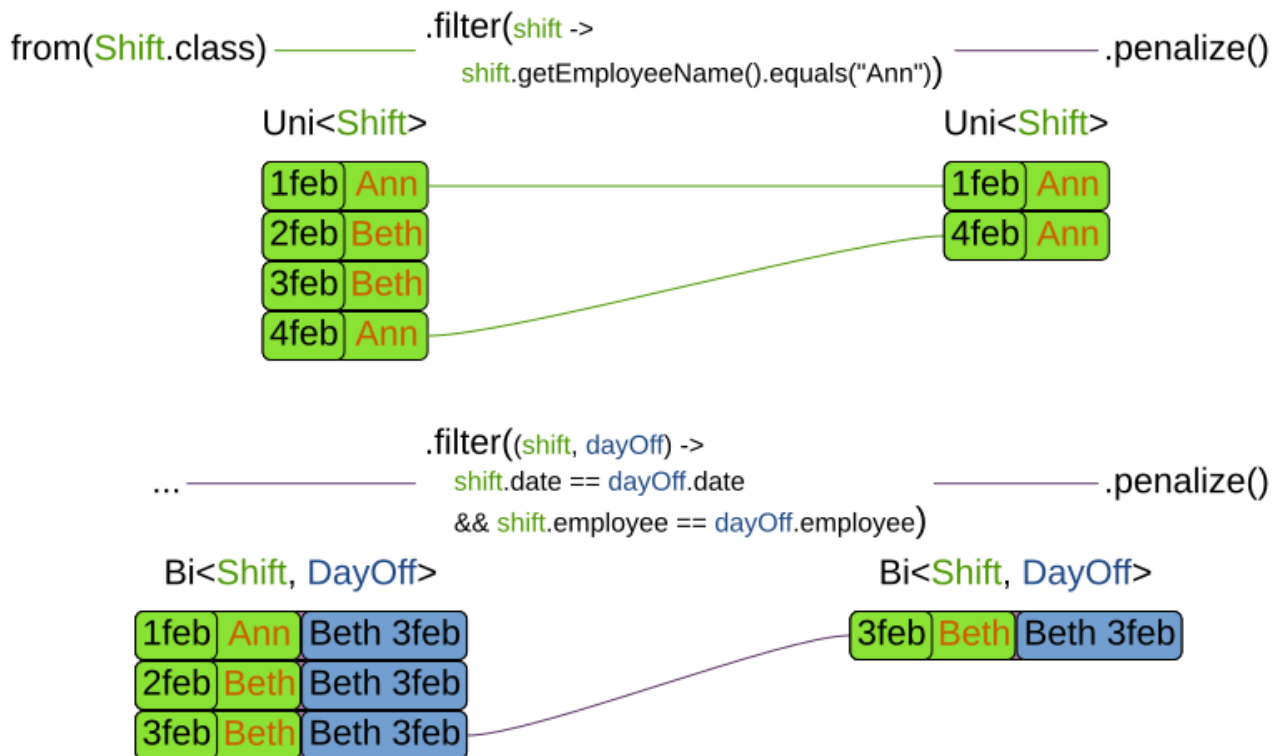 from(Shift.class)
.filter(shift ->
shift.getEmployeeName().equals("Ann"))
.penalize()
Uni<Shift>
Uni<Shift>
1feb Ann
1feb Ann
2feb Beth
4feb Ann
3feb Beth
4feb Ann
...
.filter((shift, dayOff) ->
shift.date == dayOff.date
&& shift.employee == dayOff.employee)
.penalize()
Bi<Shift, DayOff>
Bi<Shift, DayOff>
1feb Ann Beth 3feb
3feb Beth Beth 3feb
2feb Beth Beth 3feb
3feb Beth Beth 3feb